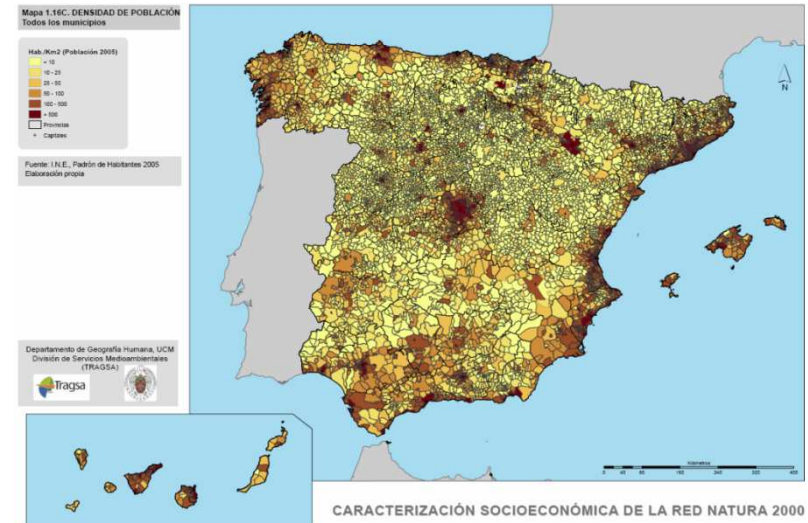 Mapa 1.16C. DENSIDAD DE POBLACIÓN
Todos los municipios
Hab./Km2 (Población 2005)
< 10
10 - 25
25 - 50
50 - 100
100 - 500
> 500
Provincias
Capitales
Fuente: I.N.E., Padrón de Habitantes 2005
Elaboración propia
N
Departamento de Geografía Humana, UCM
División de Servicios Medioambientales
(TRAGSA)
Tragsa
Kilómetros
CARACTERIZACIÓN SOCIOECONÓMICA DE LA RED NATURA 2000